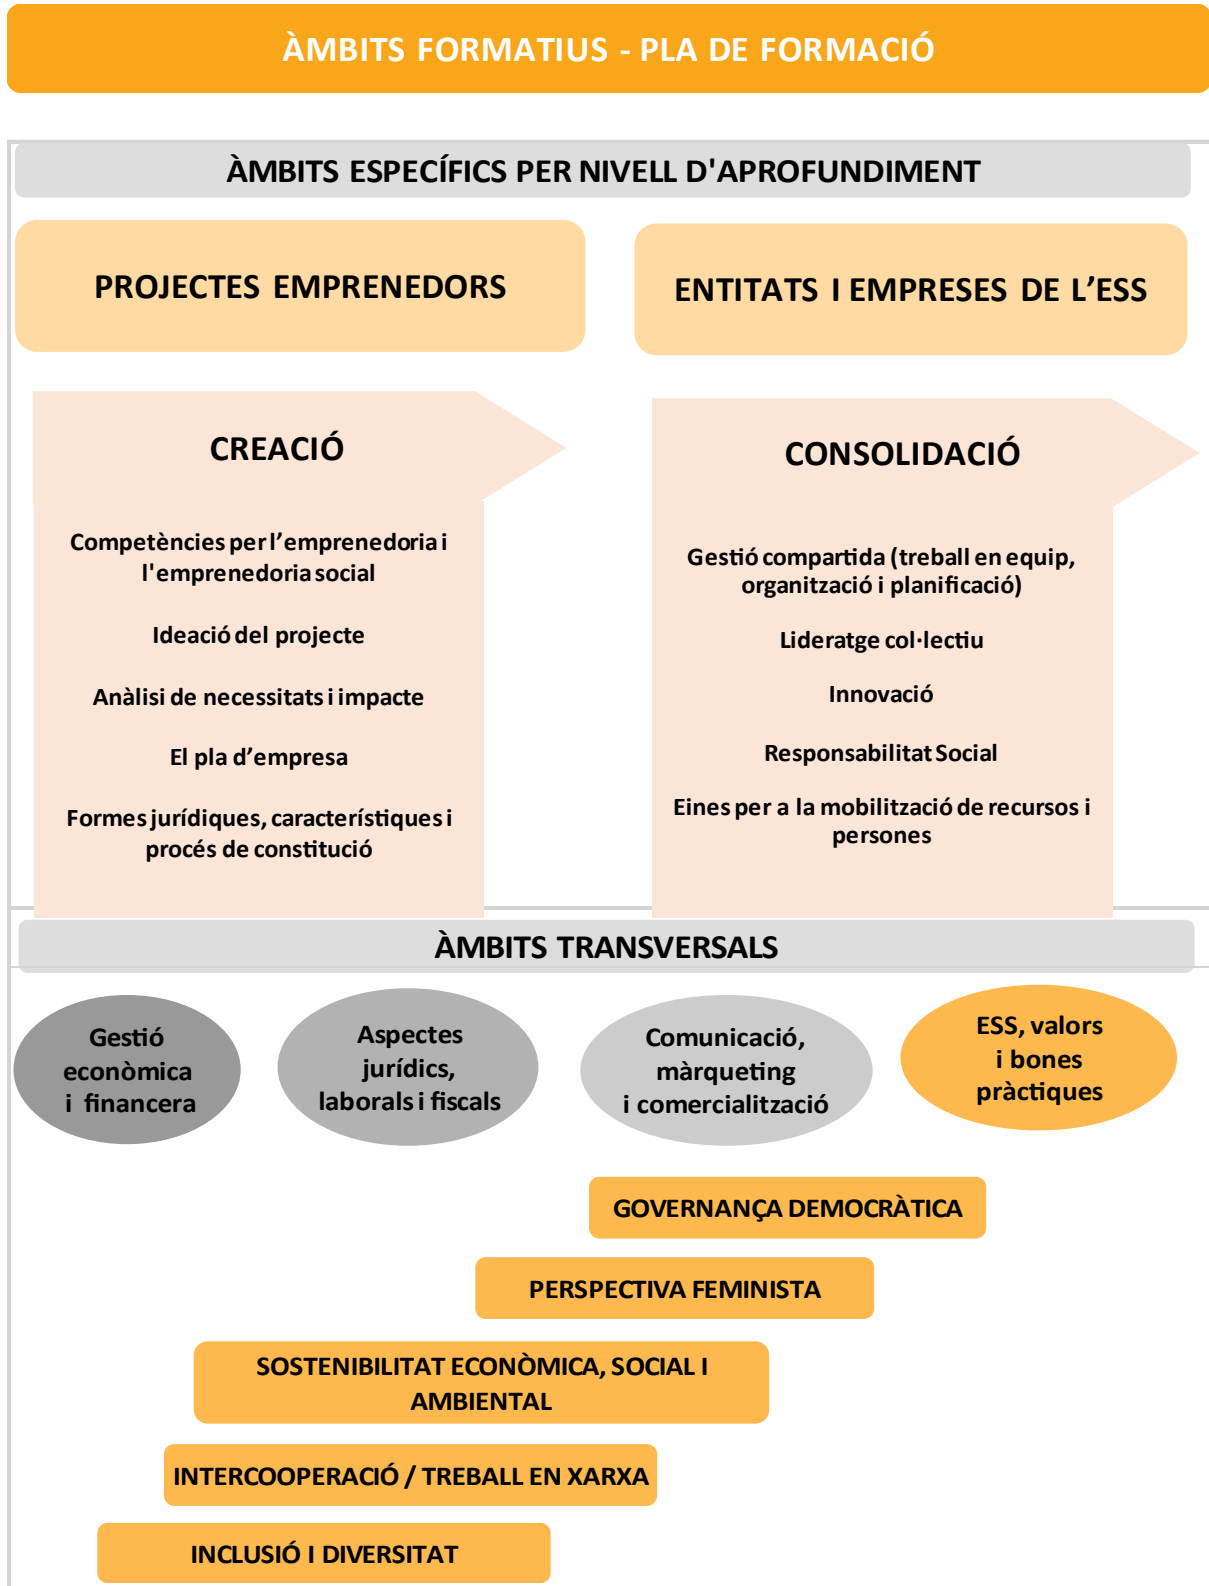 ÀMBITS FORMATIUS - PLA DE FORMACIÓ
ÀMBITS ESPECÍFICS PER NIVELL D'APROFUNDIMENT
PROJECTES EMPRENEDORS
ENTITATS I EMPRESES DE L’ESS
CREACIÓ
Competències per l’emprenedoria i
l'emprenedoria social
Ideació del projecte
Anàlisi de necessitats i impacte
El pla d’empresa
Formes jurídiques, característiques i
procés de constitució
CONSOLIDACIÓ
Gestió compartida (treball en equip,
organització i planificació)
Lideratge col·lectiu
Innovació
Responsabilitat Social
Eines per a la mobilització de recursos i
persones
ÀMBITS TRANSVERSALS
Gestió
econòmica
i financera
Aspectes
jurídics,
laborals i fiscals
Comunicació,
màrqueting
i comercialització
ESS, valors
i bones
pràctiques
GOVERNANÇA DEMOCRÀTICA
PERSPECTIVA FEMINISTA
SOSTENIBILITAT ECONÒMICA, SOCIAL I
AMBIENTAL
INTERCOOPERACIÓ / TREBALL EN XARXA
INCLUSIÓ I DIVERSITAT